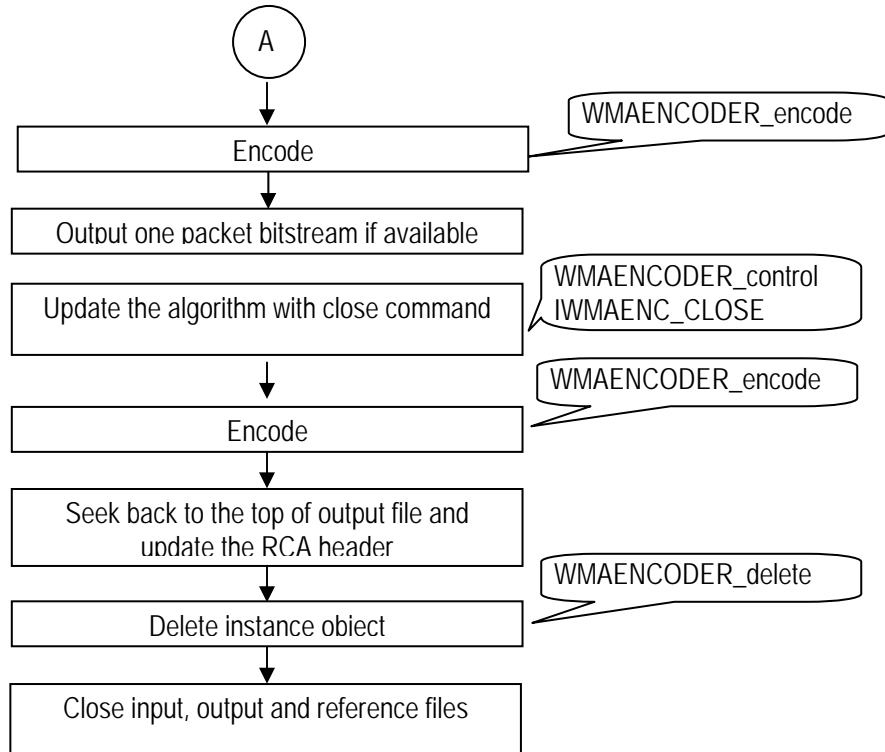 A
WMAENCODER_encode
Encode
Output one packet bitstream if available
WMAENCODER_control
IWMAENC_CLOSE
Update the algorithm with close command
WMAENCODER_encode
Encode
Seek back to the top of output file and
update the RCA header
WMAENCODER_delete
Delete instance object
Close input, output and reference files